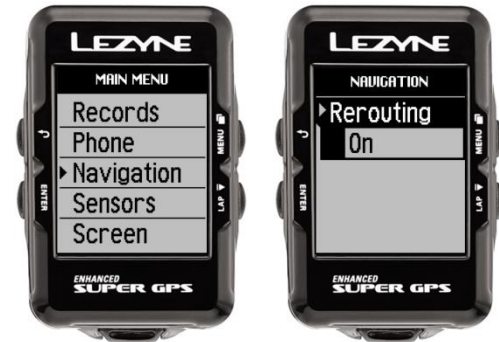 LEZYNE
MAIN MENU
Records
Phone
Navigation
Sensors
Screen
ENTER
MENU
LAP
ENHANCED
SUPER GPS
LEZYNE
NAVIGATION
Rerouting
On
ENTER
MENU
LAP
ENHANCED
SUPER GPS